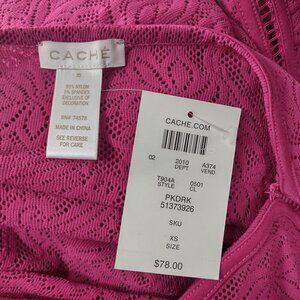 CACHÉ
XS
95% NYLON
5% SPANDEX
EXCLUSIVE OF
DECORATION
RN# 74578
MADE IN CHINA
SEE REVERSE
FOR CARE
CACHE.COM
02 2010 A374
DEPT VEND
T904A 0501
STYLE CL
PKDRK
51373926
SKU
XS
SIZE
$78.00